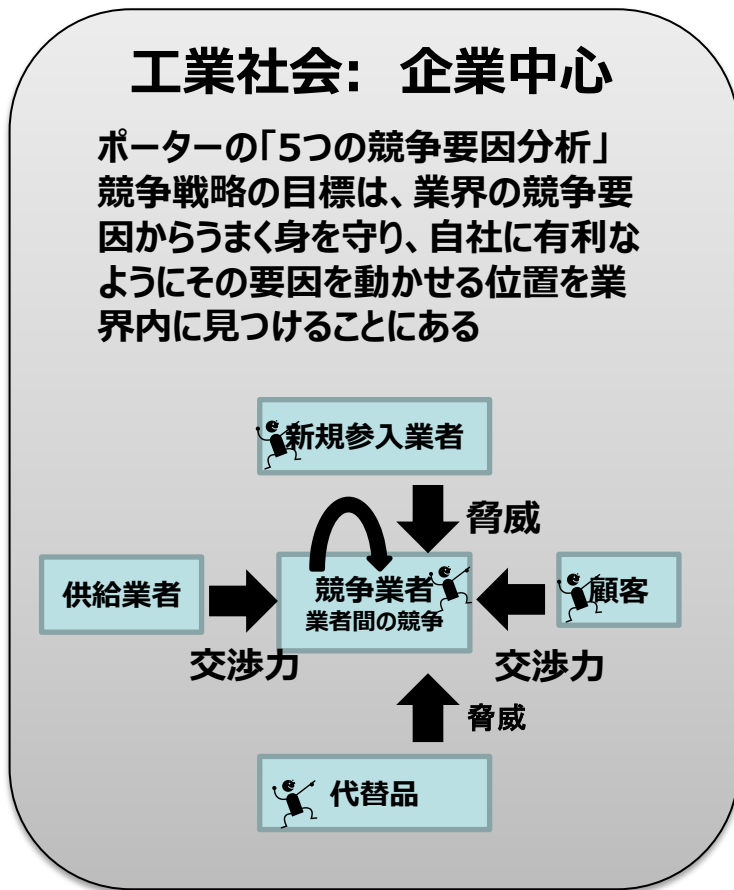 工業社会: 企業中心
ポーターの「5つの競争要因分析」
競争戦略の目標は、業界の競争要
因からうまく身を守り、自社に有利な
ようにその要因を動かせる位置を業
界内に見つけることにある
新規参入業者
脅威
供給業者
競争業者
業者間の競争
顧客
交渉力
交渉力
脅威
代替品